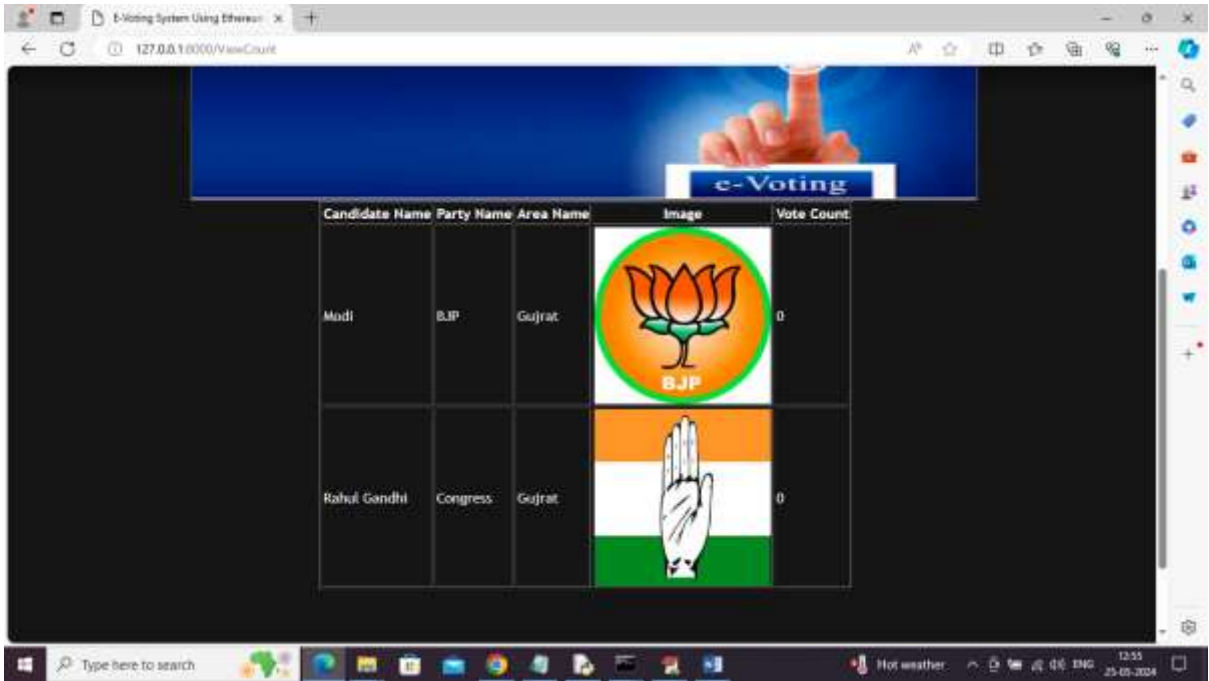 E-Voting System Using Ethereu
127.0.0.1:8000/ViewCount
e-Voting
Candidate Name Party Name Area Name Image Vote Count
Modi BJP Gujrat 0
BJP
Rahul Gandhi Congress Gujrat 0
Type here to search
Hot weather
ENG
12:55
25-05-2024